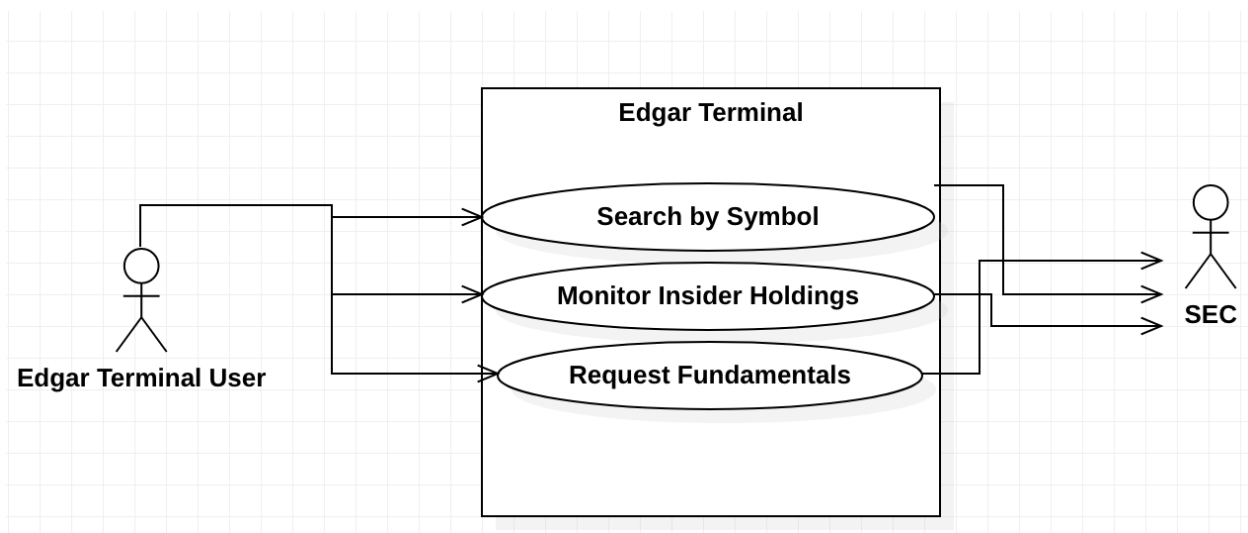 Edgar Terminal
Search by Symbol
Monitor Insider Holdings
Request Fundamentals
Edgar Terminal User
SEC